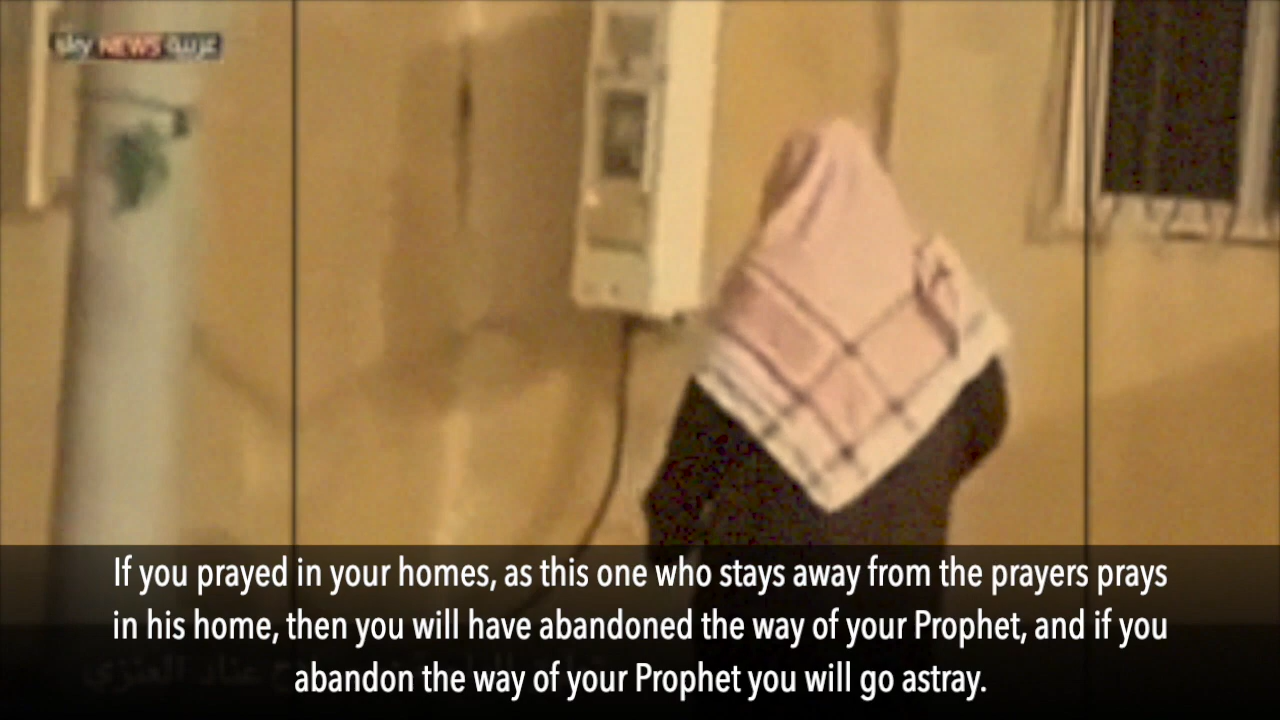 sky NEWS عربية
If you prayed in your homes, as this one who stays away from the prayers prays
in his home, then you will have abandoned the way of your Prophet, and if you
abandon the way of your Prophet you will go astray.
عناد العنزي